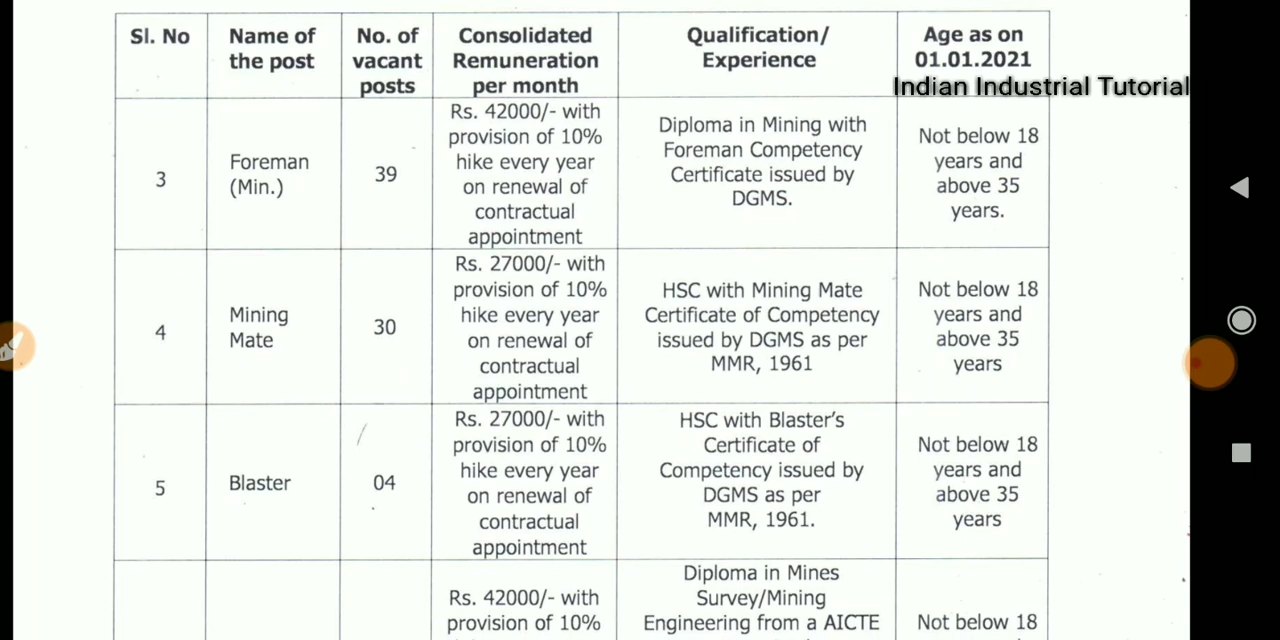 Sl. No
Name of
the post
No. of
vacant
posts
Consolidated
Remuneration
per month
Qualification/
Experience
Age as on
01.01.2021
Indian Industrial Tutorial
3
Foreman
(Min.)
39
Rs. 42000/- with
provision of 10%
hike every year
on renewal of
contractual
appointment
Diploma in Mining with
Foreman Competency
Certificate issued by
DGMS.
Not below 18
years and
above 35
years.
4
Mining
Mate
30
Rs. 27000/- with
provision of 10%
hike every year
on renewal of
contractual
appointment
HSC with Mining Mate
Certificate of Competency
issued by DGMS as per
MMR, 1961
Not below 18
years and
above 35
years
5
Blaster
04
Rs. 27000/- with
provision of 10%
hike every year
on renewal of
contractual
appointment
HSC with Blaster's
Certificate of
Competency issued by
DGMS as per
MMR, 1961.
Not below 18
years and
above 35
years
Rs. 42000/- with
provision of 10%
Diploma in Mines
Survey/Mining
Engineering from a AICTE
Not below 18